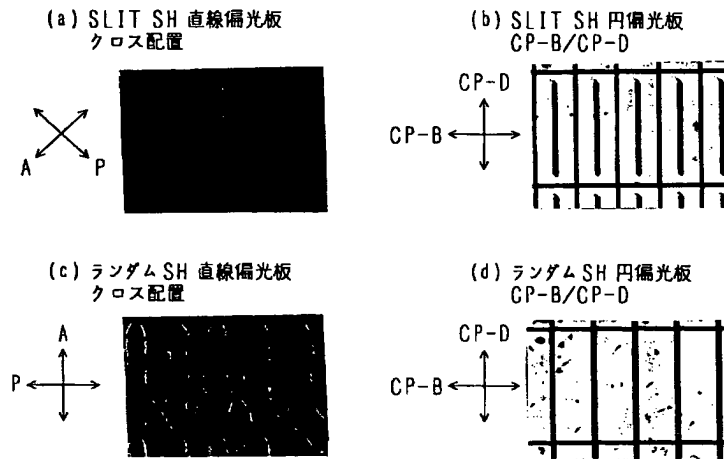 (a) SLIT SH 直線偏光板
クロス配置
A
P
(b) SLIT SH 円偏光板
CP-B/CP-D
CP-D
CP-B
(c) ランダム SH 直線偏光板
クロス配置
A
P
(d) ランダム SH 円偏光板
CP-B/CP-D
CP-D
CP-B